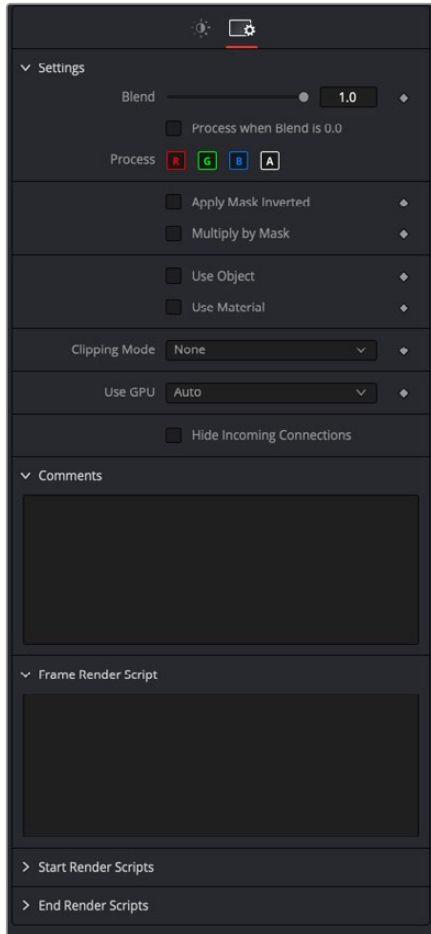 Settings
Blend 1.0
Process when Blend is 0.0
Process R G B A
Apply Mask Inverted
Multiply by Mask
Use Object
Use Material
Clipping Mode None
Use GPU Auto
Hide Incoming Connections
Comments
Frame Render Script
Start Render Scripts
End Render Scripts